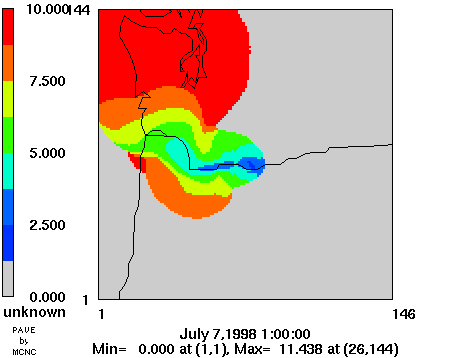 10.000
144
7.500
5.000
2.500
0.000
1
unknown
1
146
PAVE
by
MCNC
July 7,1998 1:00:00
Min= 0.000 at (1,1), Max= 11.438 at (26,144)